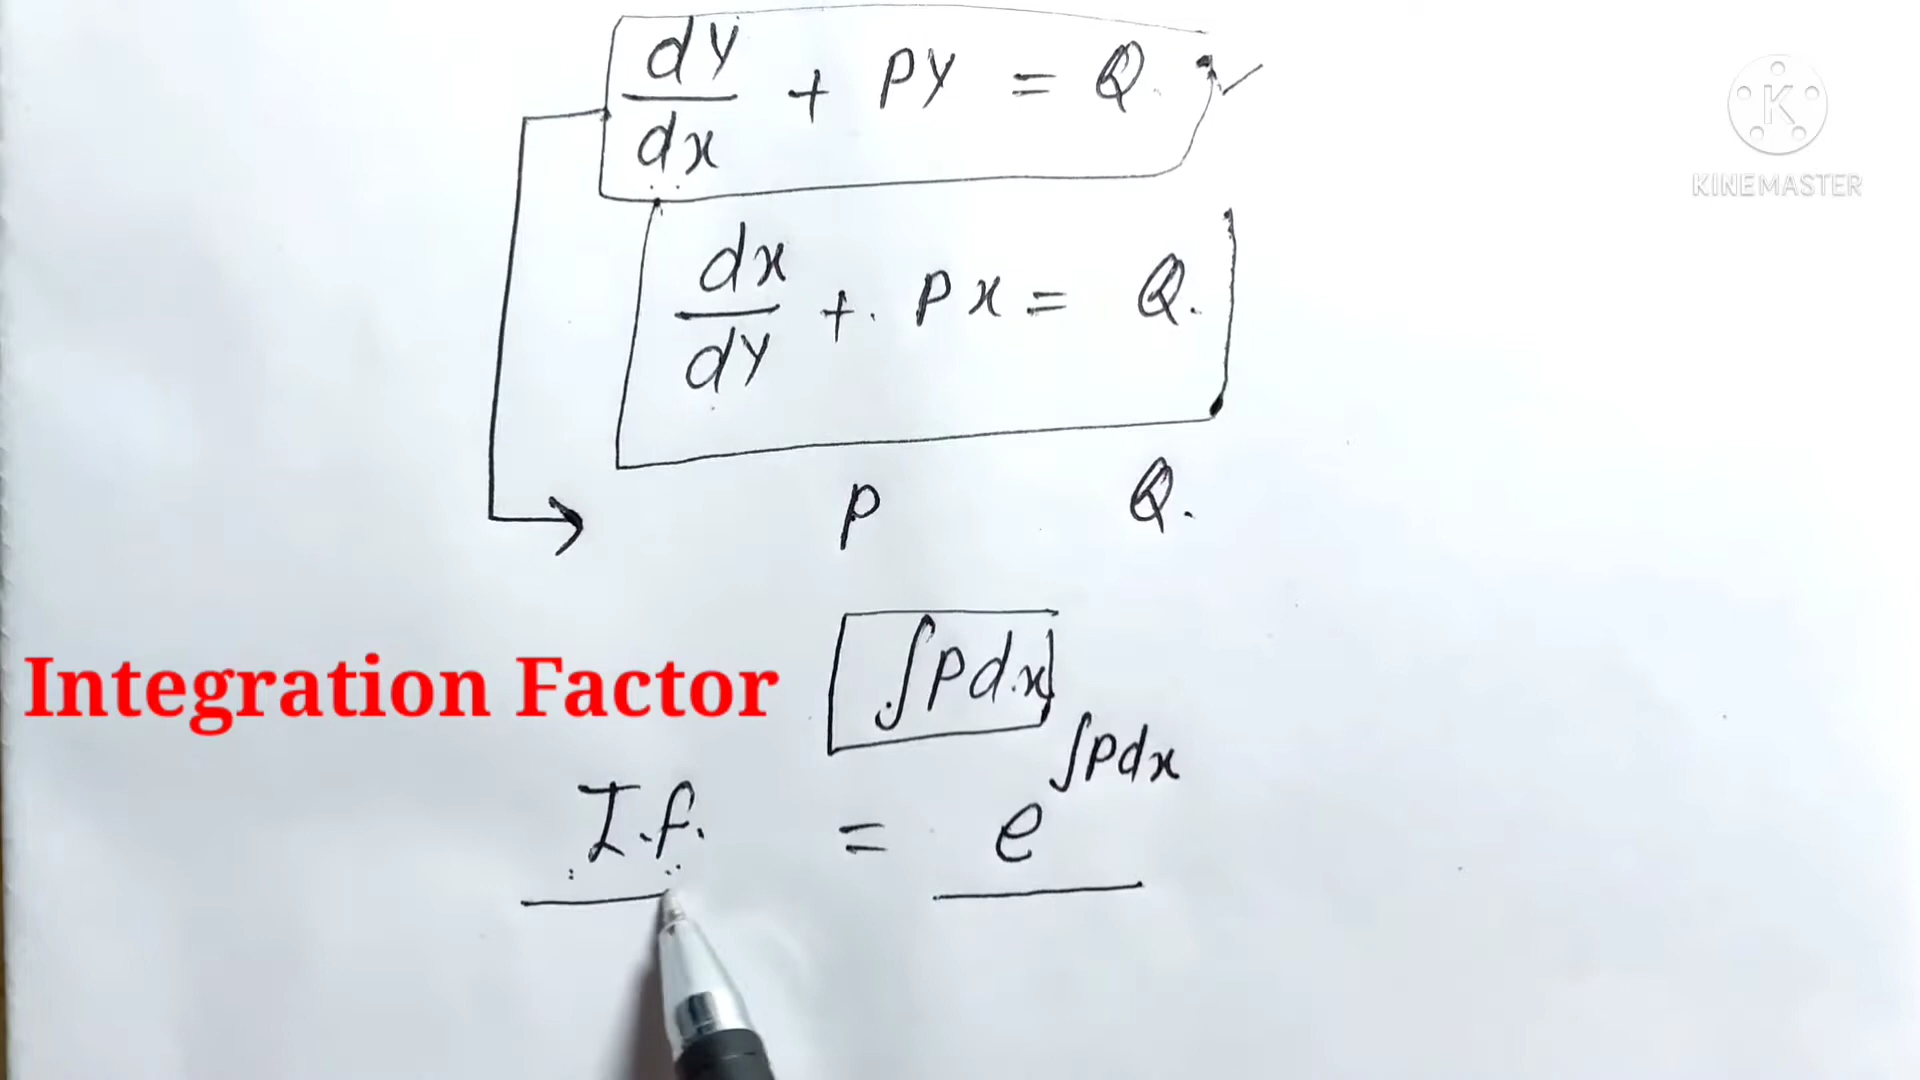 dy/dx + Py = Q.
K
KINEMASTER
dx/dy + Px = Q.
P Q.
∫Pdx
Integration Factor
I.f. = e^∫Pdx